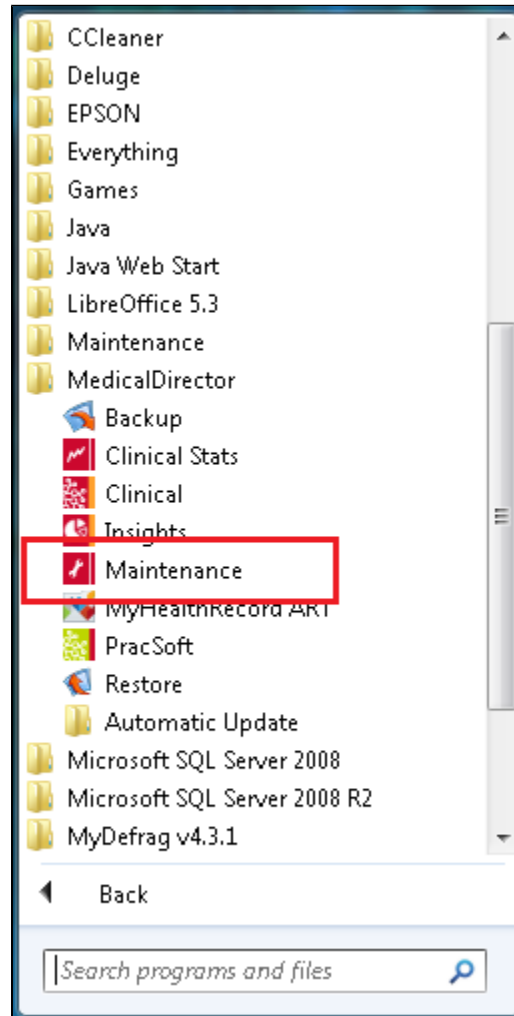 CCleaner
Deluge
EPSON
Everything
Games
Java
Java Web Start
LibreOffice 5.3
Maintenance
MedicalDirector
Backup
Clinical Stats
Clinical
Insights
Maintenance
MyHealthRecord ART
PracSoft
Restore
Automatic Update
Microsoft SQL Server 2008
Microsoft SQL Server 2008 R2
MyDefrag v4.3.1
Back
Search programs and files